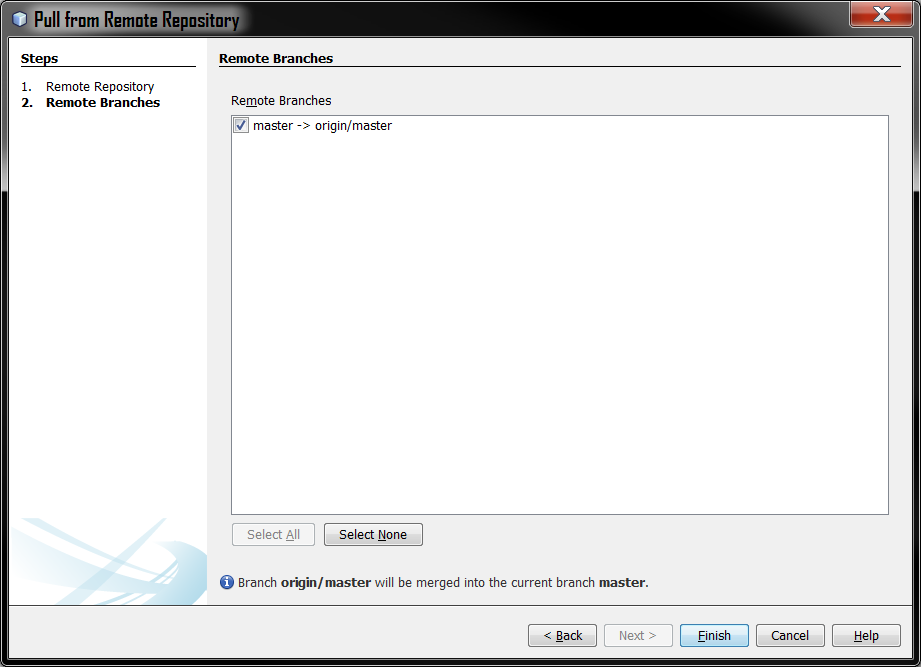 Pull from Remote Repository
Steps
1. Remote Repository
2. Remote Branches
Remote Branches
Remote Branches
master -> origin/master
Select All
Select None
Branch origin/master will be merged into the current branch master.
< Back
Next >
Finish
Cancel
Help